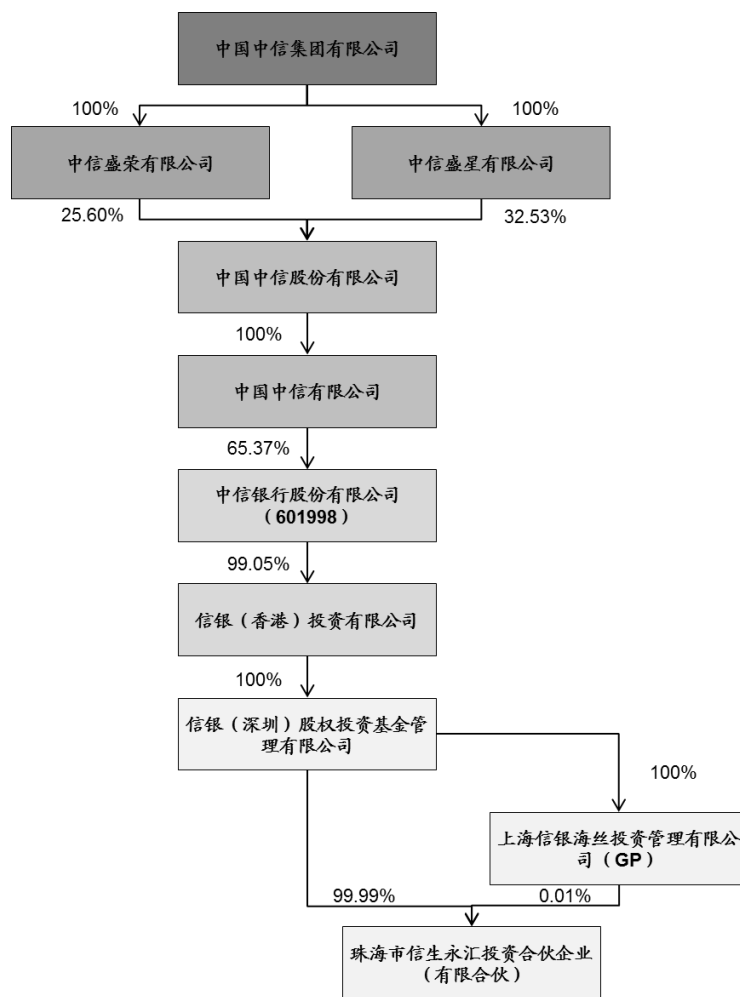 中国中信集团有限公司
100%
100%
中信盛荣有限公司
中信盛星有限公司
25.60%
32.53%
中国中信股份有限公司
100%
中国中信有限公司
65.37%
中信银行股份有限公司
（601998）
99.05%
信银（香港）投资有限公司
100%
信银（深圳）股权投资基金管
理有限公司
100%
上海信银海丝投资管理有限公
司（GP）
99.99%
0.01%
珠海市信生永汇投资合伙企业
（有限合伙）